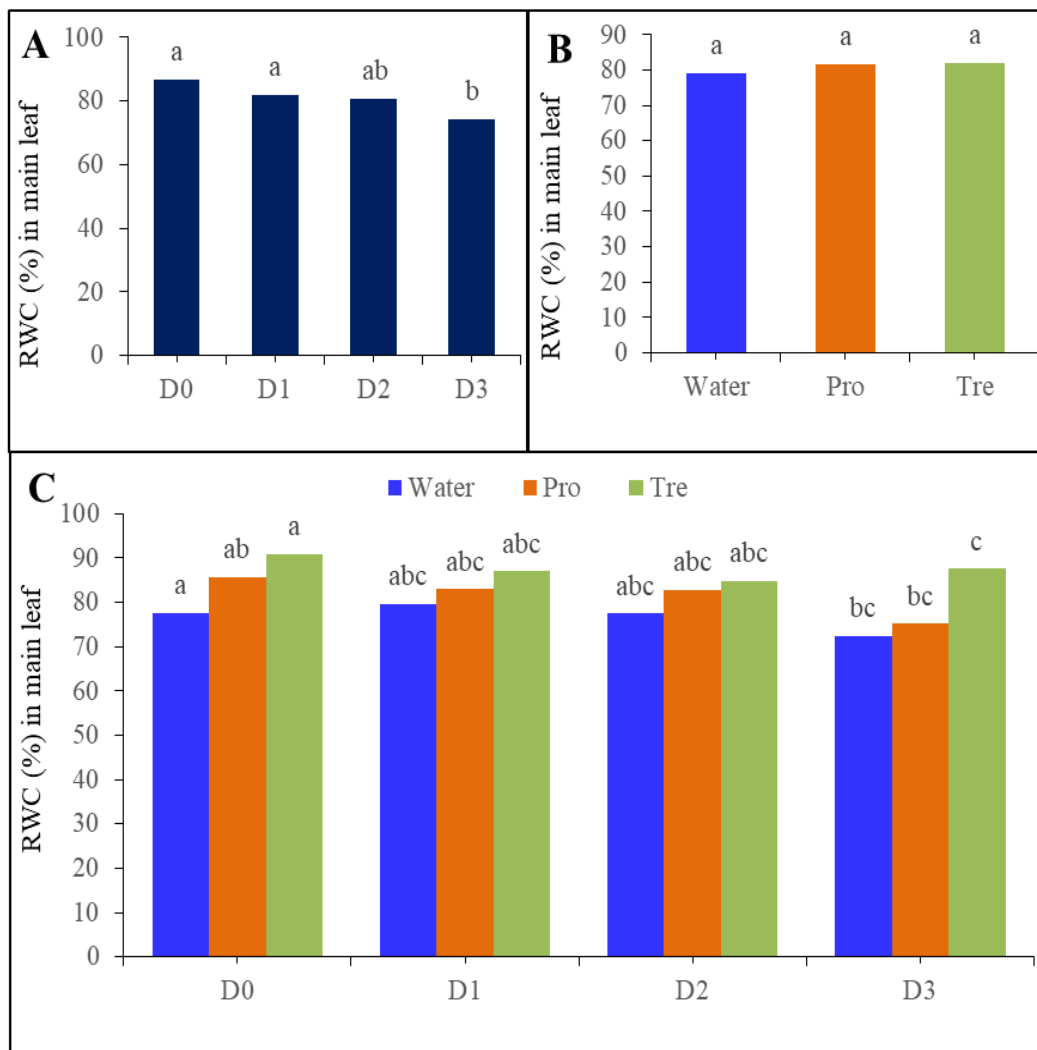 A
RWC (%) in main leaf
100
80
60
40
20
0
a
a
ab
b
D0
D1
D2
D3
B
RWC (%) in main leaf
90
80
70
60
50
40
30
20
10
0
a
a
a
Water
Pro
Tre
C
Water
Pro
Tre
RWC (%) in main leaf
100
90
80
70
60
50
40
30
20
10
0
a
ab
a
abc
abc
abc
abc
abc
abc
bc
bc
c
D0
D1
D2
D3